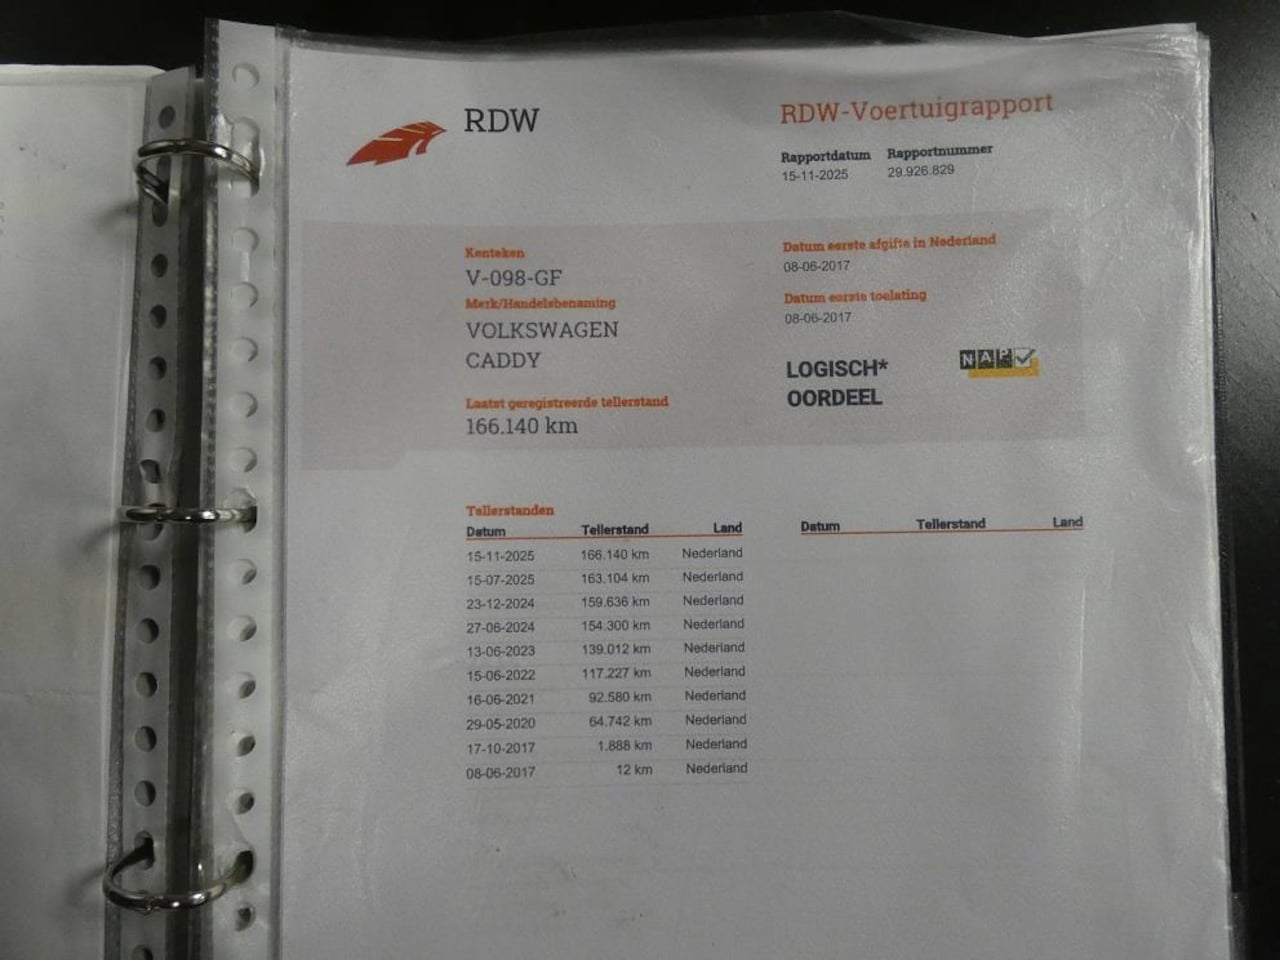 RDW
RDW-Voertuigrapport
Rapportdatum Rapportnummer
15-11-2025 29.926.829
Kenteken
V-098-GF
Merk/Handelsbenaming
VOLKSWAGEN
CADDY
Laatst geregistreerde tellerstand
166.140 km
Datum eerste afgifte in Nederland
08-06-2017
Datum eerste toelating
08-06-2017
LOGISCH*
OORDEEL
NAP
Tellerstanden
Datum Tellerstand Land
15-11-2025 166.140 km Nederland
15-07-2025 163.104 km Nederland
23-12-2024 159.636 km Nederland
27-06-2024 154.300 km Nederland
13-06-2023 139.012 km Nederland
15-06-2022 117.227 km Nederland
16-06-2021 92.580 km Nederland
29-05-2020 64.742 km Nederland
17-10-2017 1.888 km Nederland
08-06-2017 12 km Nederland
Datum Tellerstand Land